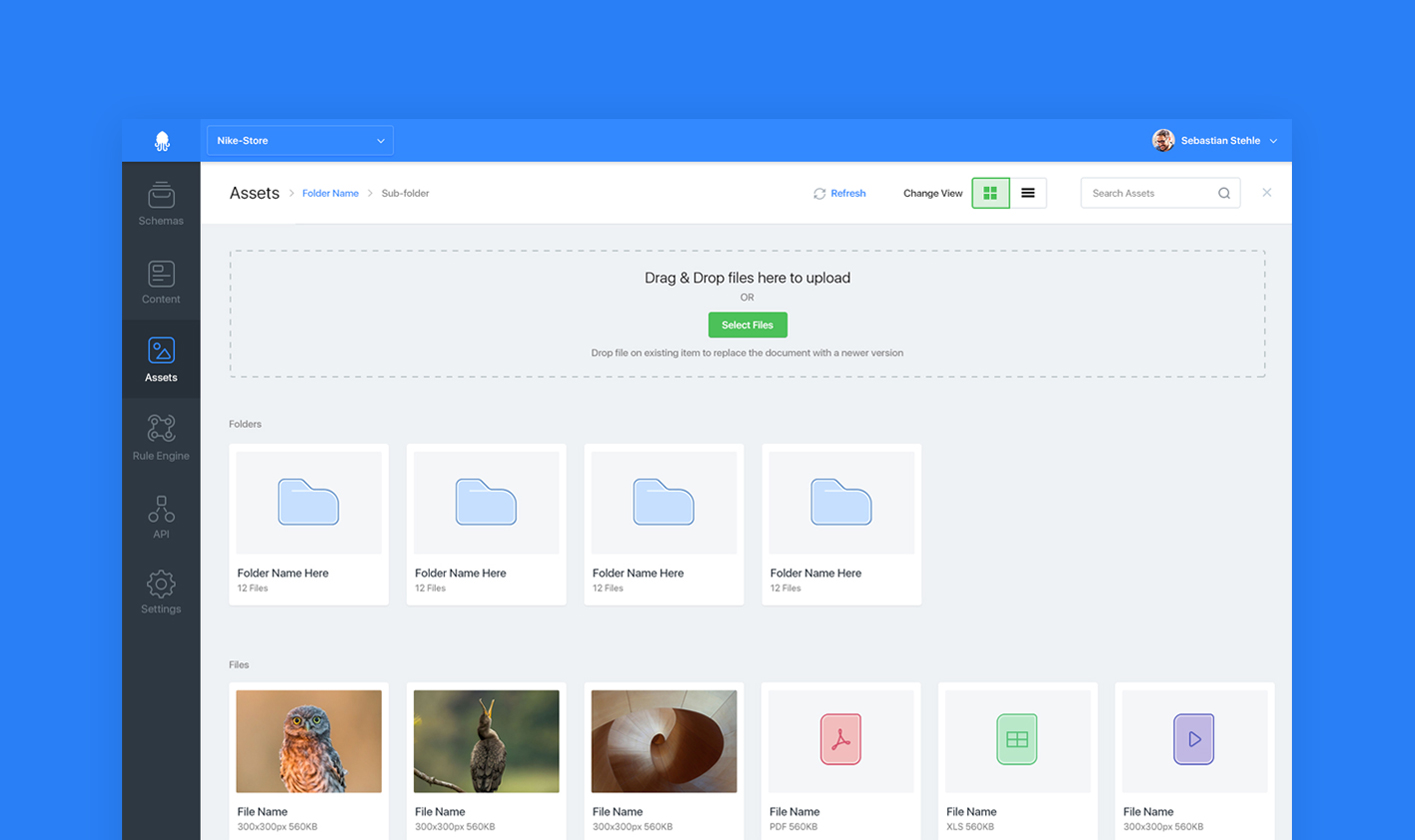 Nike-Store
Sebastian Stehle
Schemas
Content
Assets
Rule Engine
API
Settings
Assets > Folder Name > Sub-folder
Refresh
Change View
Search Assets
Drag & Drop files here to upload
OR
Select Files
Drop file on existing item to replace the document with a newer version
Folders
Folder Name Here
12 Files
Folder Name Here
12 Files
Folder Name Here
12 Files
Folder Name Here
12 Files
Files
File Name
300x300px 560KB
File Name
300x300px 560KB
File Name
300x300px 560KB
File Name
PDF 560KB
File Name
XLS 560KB
File Name
300x300px 560KB